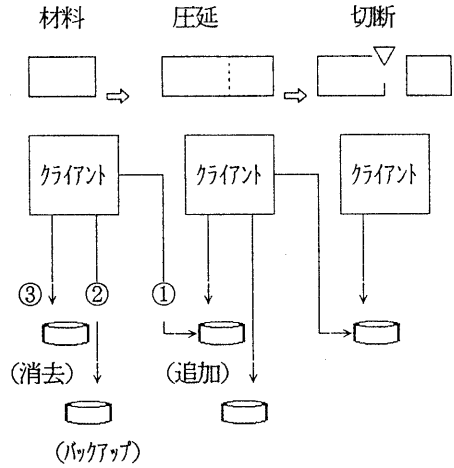 材料
圧延
切断
クライアント
クライアント
クライアント
③
②
①
(消去)
(追加)
(バックアップ)